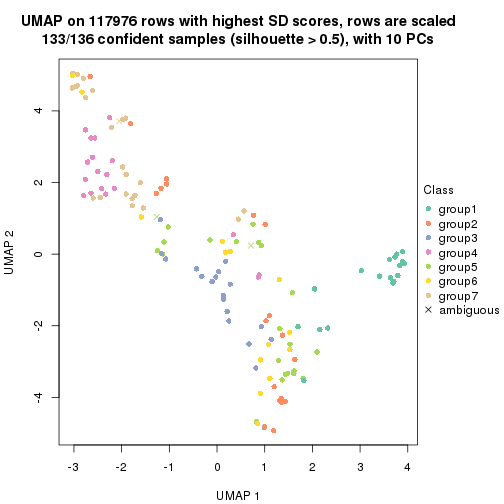 UMAP on 117976 rows with highest SD scores, rows are scaled
133/136 confident samples (silhouette > 0.5), with 10 PCs
4
2
0
-2
-4
UMAP 2
-3
-2
-1
0
1
2
3
4
UMAP 1
Class
group1
group2
group3
group4
group5
group6
group7
ambiguous